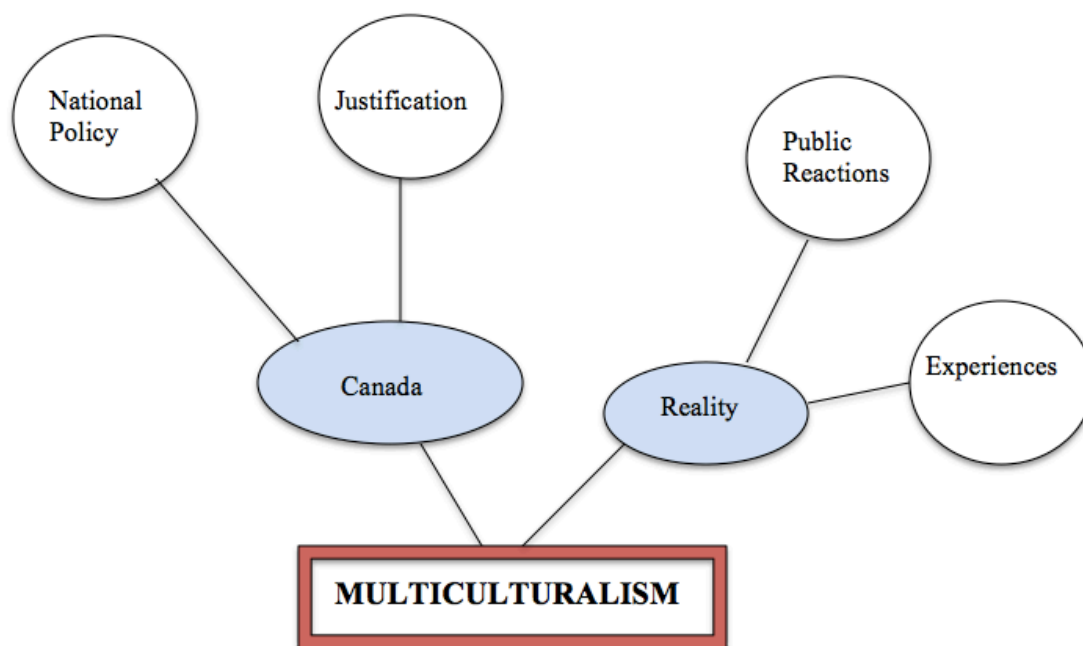 National
Policy
Justification
Public
Reactions
Experiences
Canada
Reality
MULTICULTURALISM